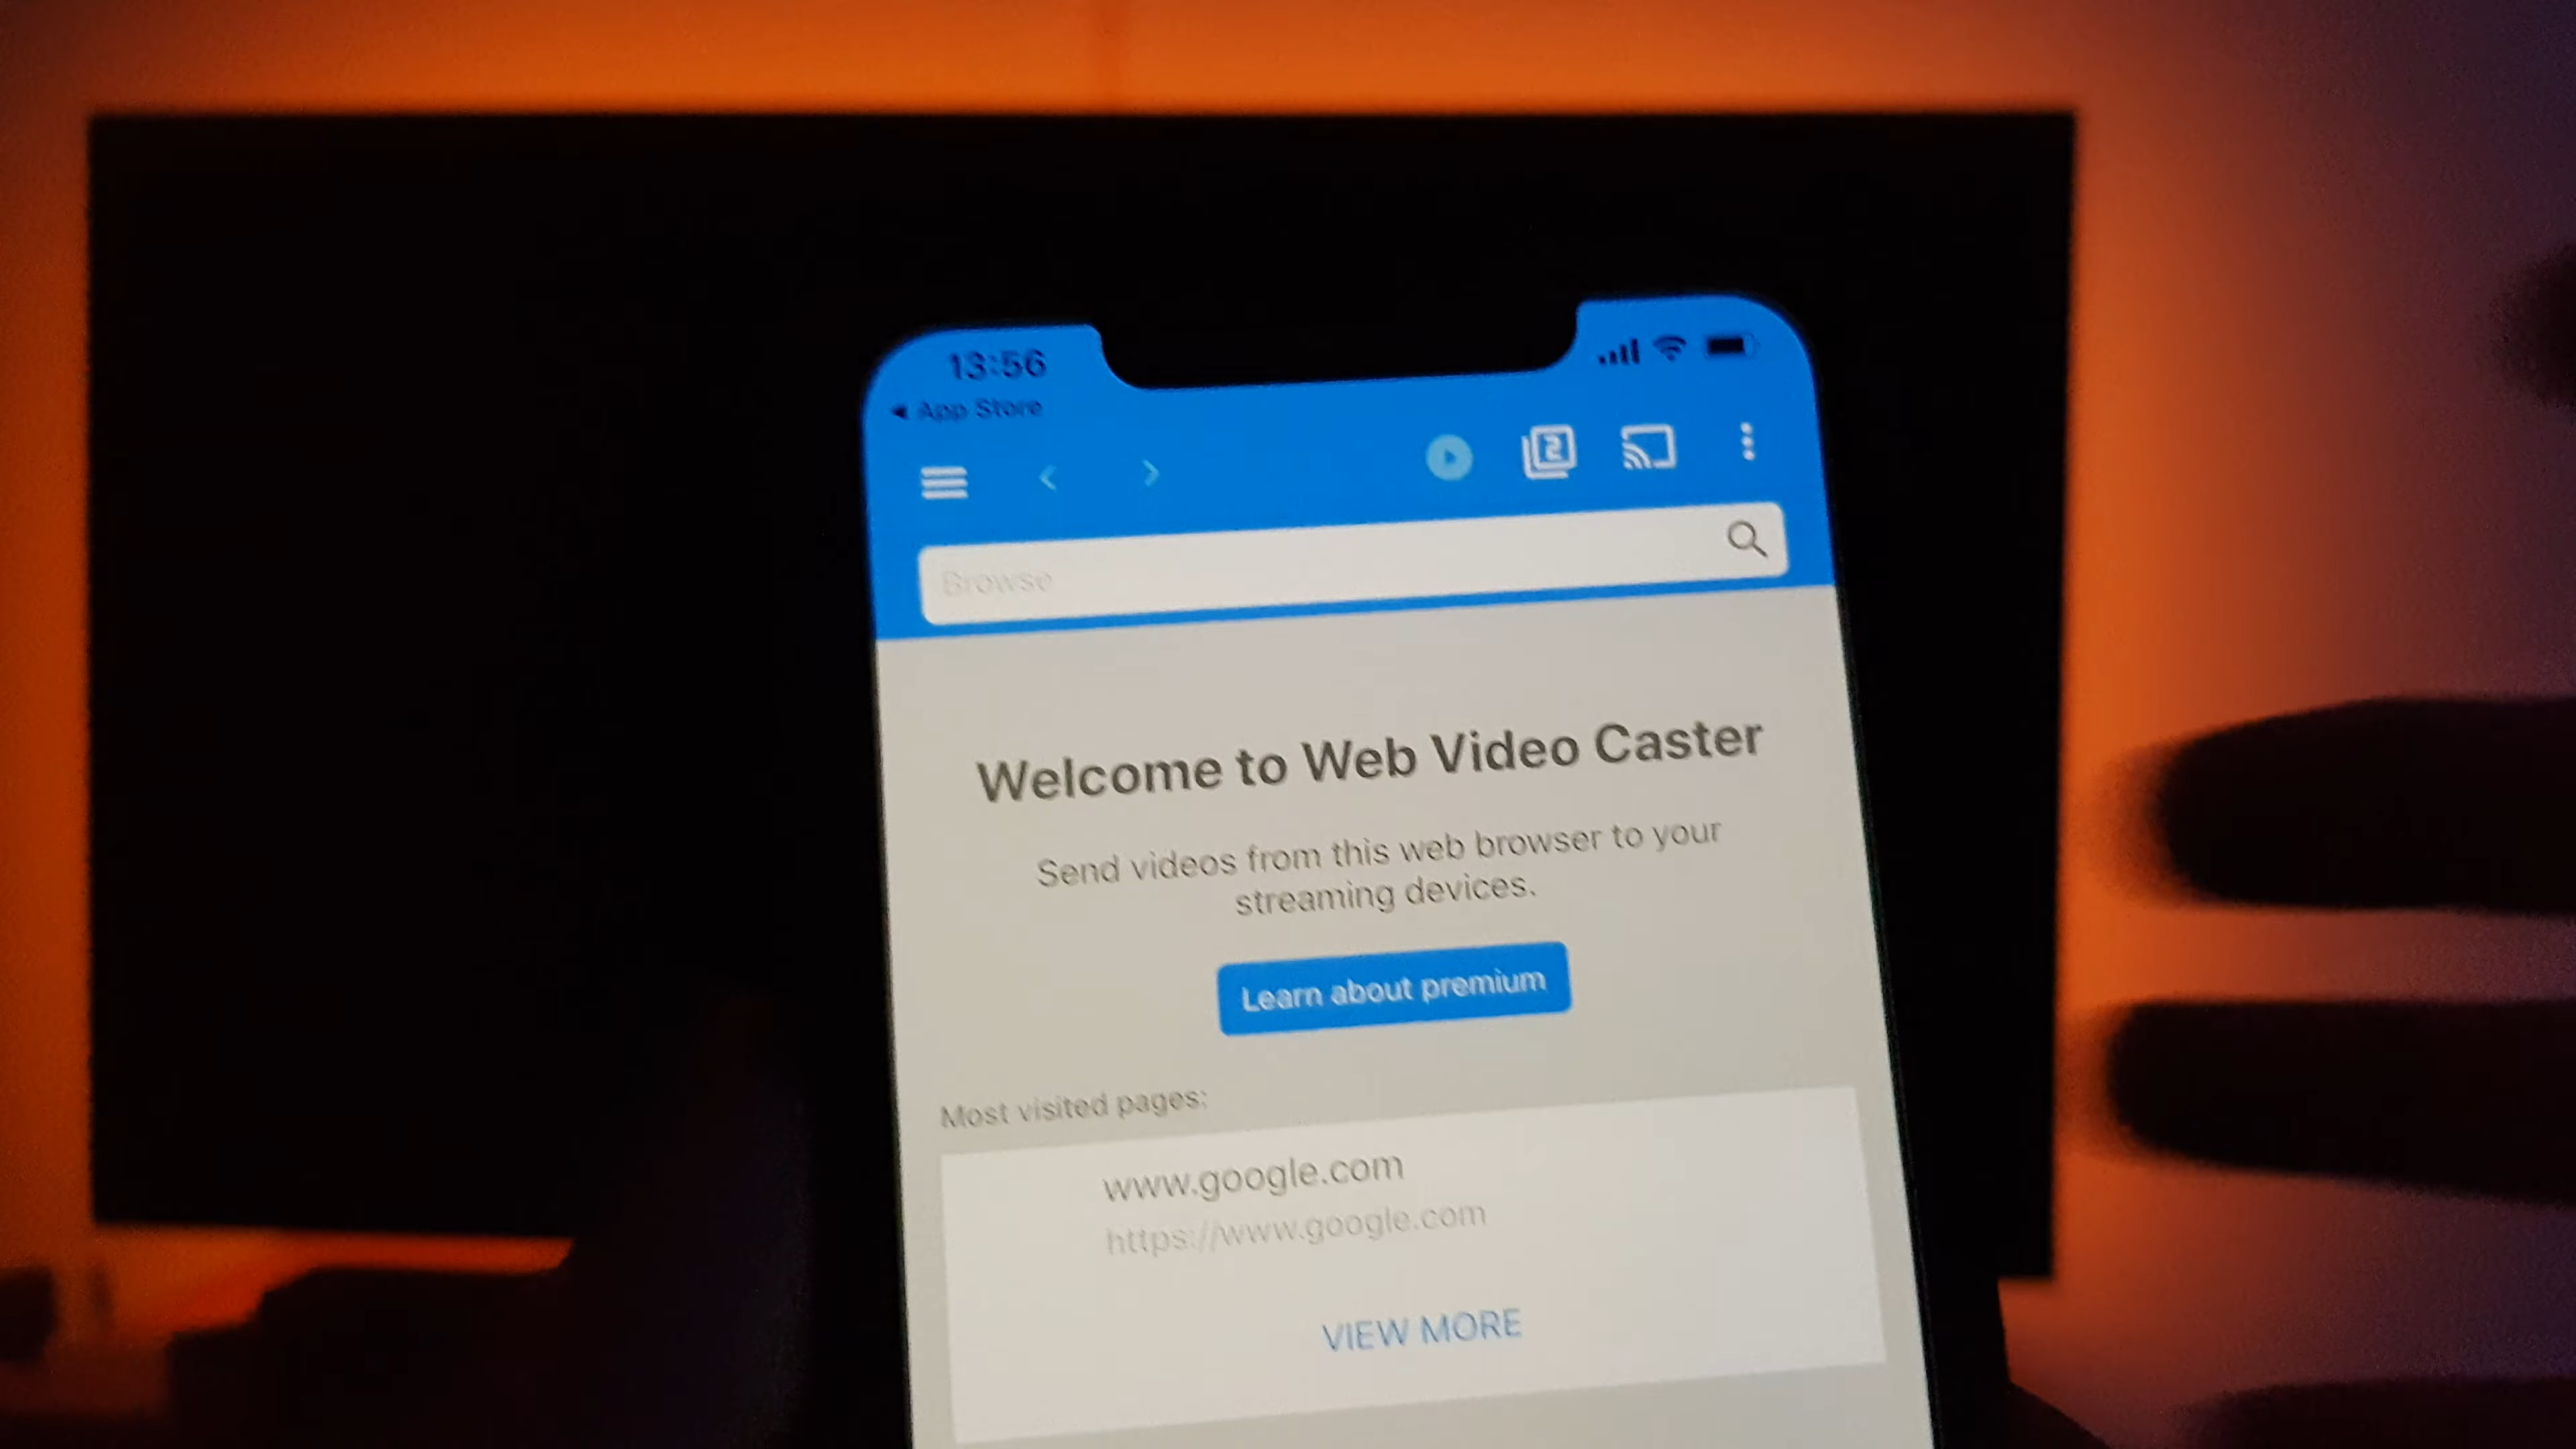 13:56
◀ App Store
2
Browse
Welcome to Web Video Caster
Send videos from this web browser to your
streaming devices.
Learn about premium
Most visited pages:
www.google.com
https://www.google.com
VIEW MORE